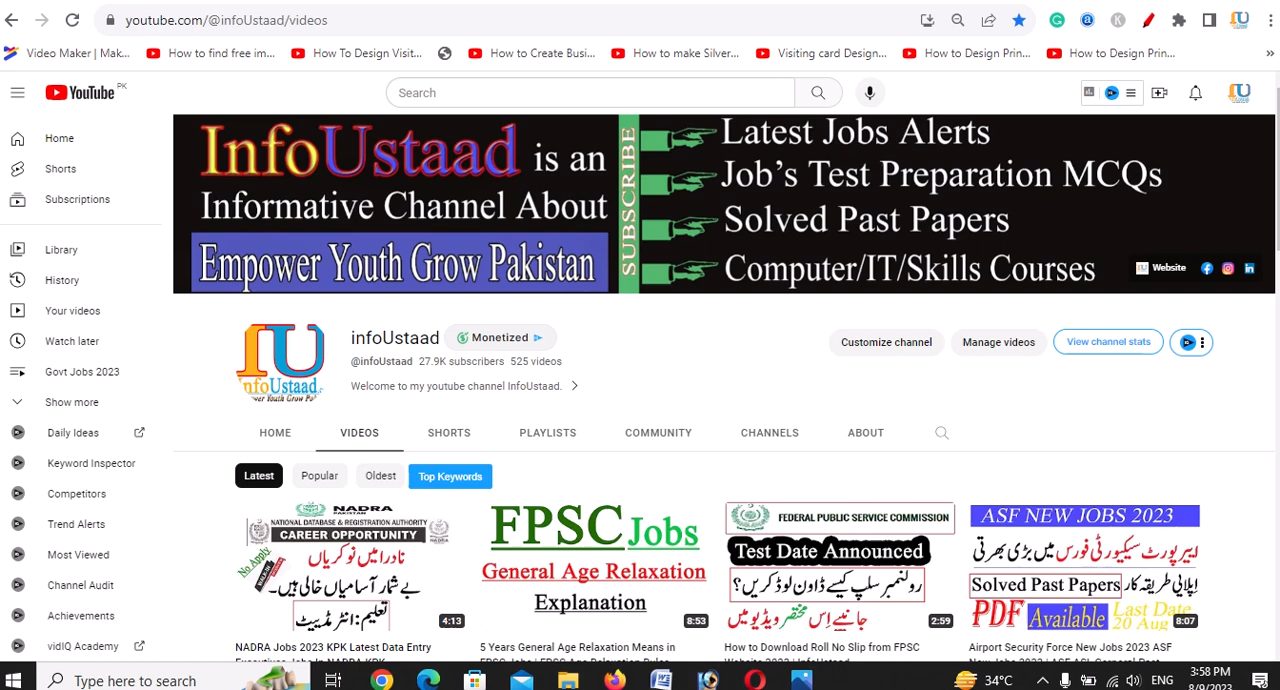 youtube.com/@infoUstaad/videos
Video Maker | Mak...
How to find free im...
How To Design Visit...
How to Create Busi...
How to make Silver...
Visiting card Design...
How to Design Prin...
How to Design Prin...
YouTube PK
Search
InfoUstaad is an
Informative Channel About
Empower Youth Grow Pakistan
SUBSCRIBE
Latest Jobs Alerts
Job's Test Preparation MCQs
Solved Past Papers
Computer/IT/Skills Courses
Website
Home
Shorts
Subscriptions
Library
History
Your videos
Watch later
Govt Jobs 2023
Show more
Daily Ideas
Keyword Inspector
Competitors
Trend Alerts
Most Viewed
Channel Audit
Achievements
vidIQ Academy
IU
infoUstaad
Monetized
@infoUstaad 27.9K subscribers 525 videos
Welcome to my youtube channel InfoUstaad.
Customize channel
Manage videos
View channel stats
HOME
VIDEOS
SHORTS
PLAYLISTS
COMMUNITY
CHANNELS
ABOUT
Latest
Popular
Oldest
Top Keywords
NADRA
NATIONAL DATABASE & REGISTRATION AUTHORITY
CAREER OPPORTUNITY
نادرا میں نوکریاں
No Apply
بے شمار آسامیاں خالی ہیں۔
تعلیم: انٹرمڈیٹ
4:13
NADRA Jobs 2023 KPK Latest Data Entry
FPSC Jobs
General Age Relaxation
Explanation
8:53
5 Years General Age Relaxation Means in
FEDERAL PUBLIC SERVICE COMMISSION
Test Date Announced
رولنمبر سلپ کیسے ڈاون لوڈ کریں؟
جانیے اِس مختصر ویڈیو میں
2:59
How to Download Roll No Slip from FPSC
ASF NEW JOBS 2023
ایرپورٹ سیکیورٹی فورس میں بڑی بھرتی
Solved Past Papers اپلائی طریقہ کار
PDF Available Last Date
20 Aug
8:07
Airport Security Force New Jobs 2023 ASF
Type here to search
34°C
ENG
3:58 PM
8/9/2023